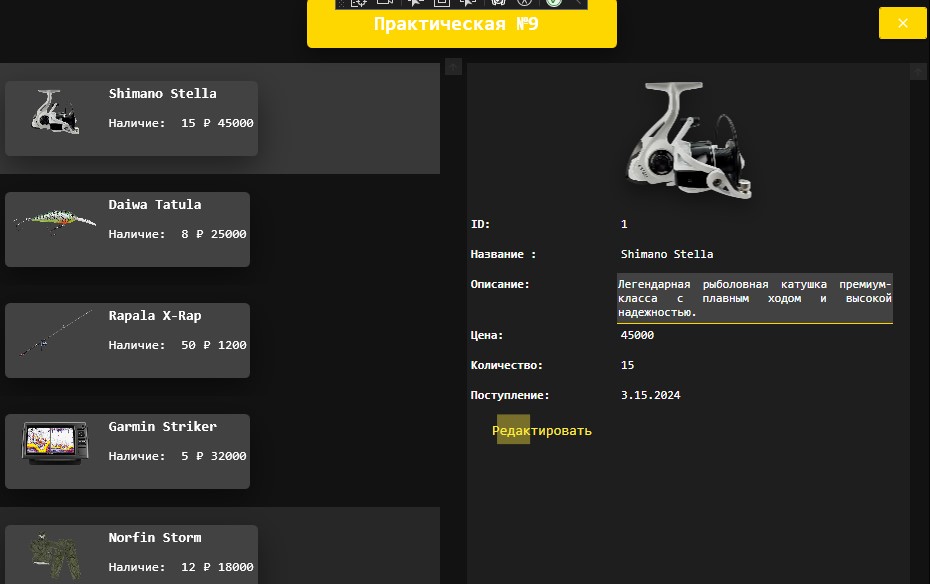 Практическая №9
Shimano Stella
Наличие: 15 ₽ 45000
Daiwa Tatula
Наличие: 8 ₽ 25000
Rapala X-Rap
Наличие: 50 ₽ 1200
Garmin Striker
Наличие: 5 ₽ 32000
Norfin Storm
Наличие: 12 ₽ 18000
ID: 1
Название : Shimano Stella
Описание: Легендарная рыболовная катушка премиум-
класса с плавным ходом и высокой
надежностью.
Цена: 45000
Количество: 15
Поступление: 3.15.2024
Редактировать